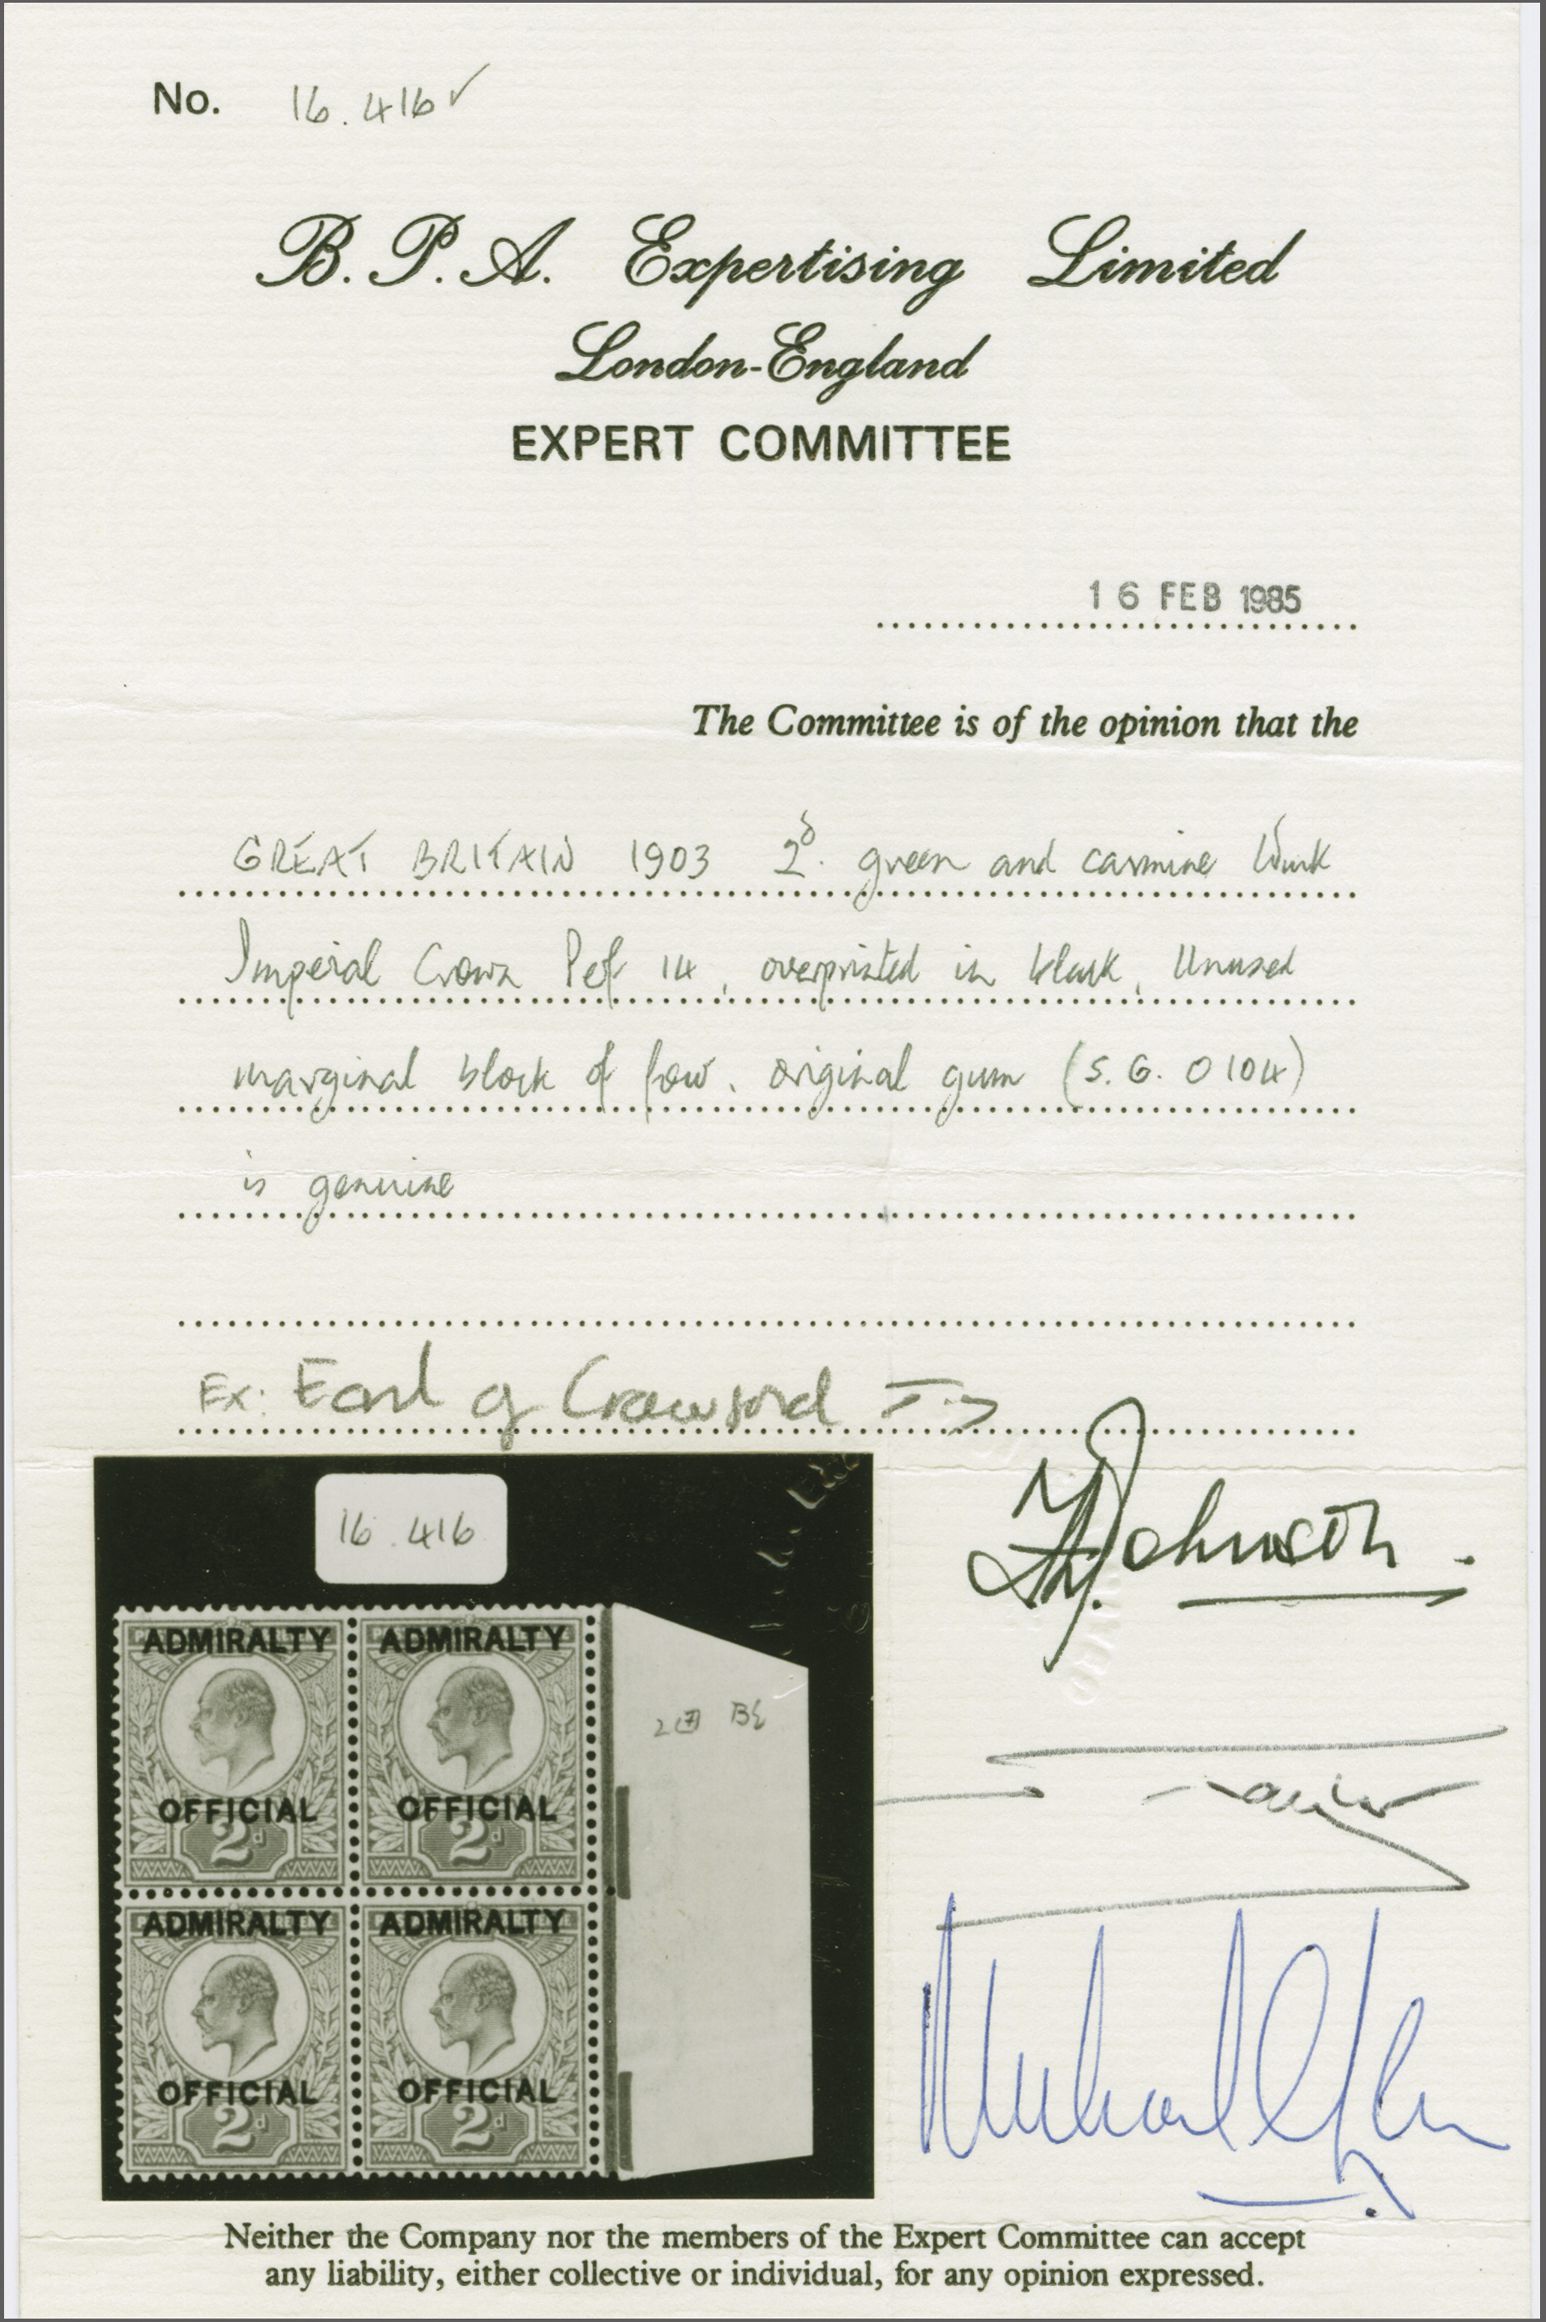 No. 16.416 ✓
B. P. A. Expertising Limited
London-England
EXPERT COMMITTEE
16 FEB 1985
The Committee is of the opinion that the
GREAT BRITAIN 1903 2d. green and carmine Wmk
Imperial Crown Perf 14, overprinted in black, Unused
marginal block of four, original gum (S.G. O104)
is genuine
Ex: Earl of Crawford
16.416
Johnson.
ADMIRALTY ADMIRALTY
OFFICIAL OFFICIAL
2d 2d
ADMIRALTY ADMIRALTY
OFFICIAL OFFICIAL
2d 2d
Michael
Neither the Company nor the members of the Expert Committee can accept
any liability, either collective or individual, for any opinion expressed.